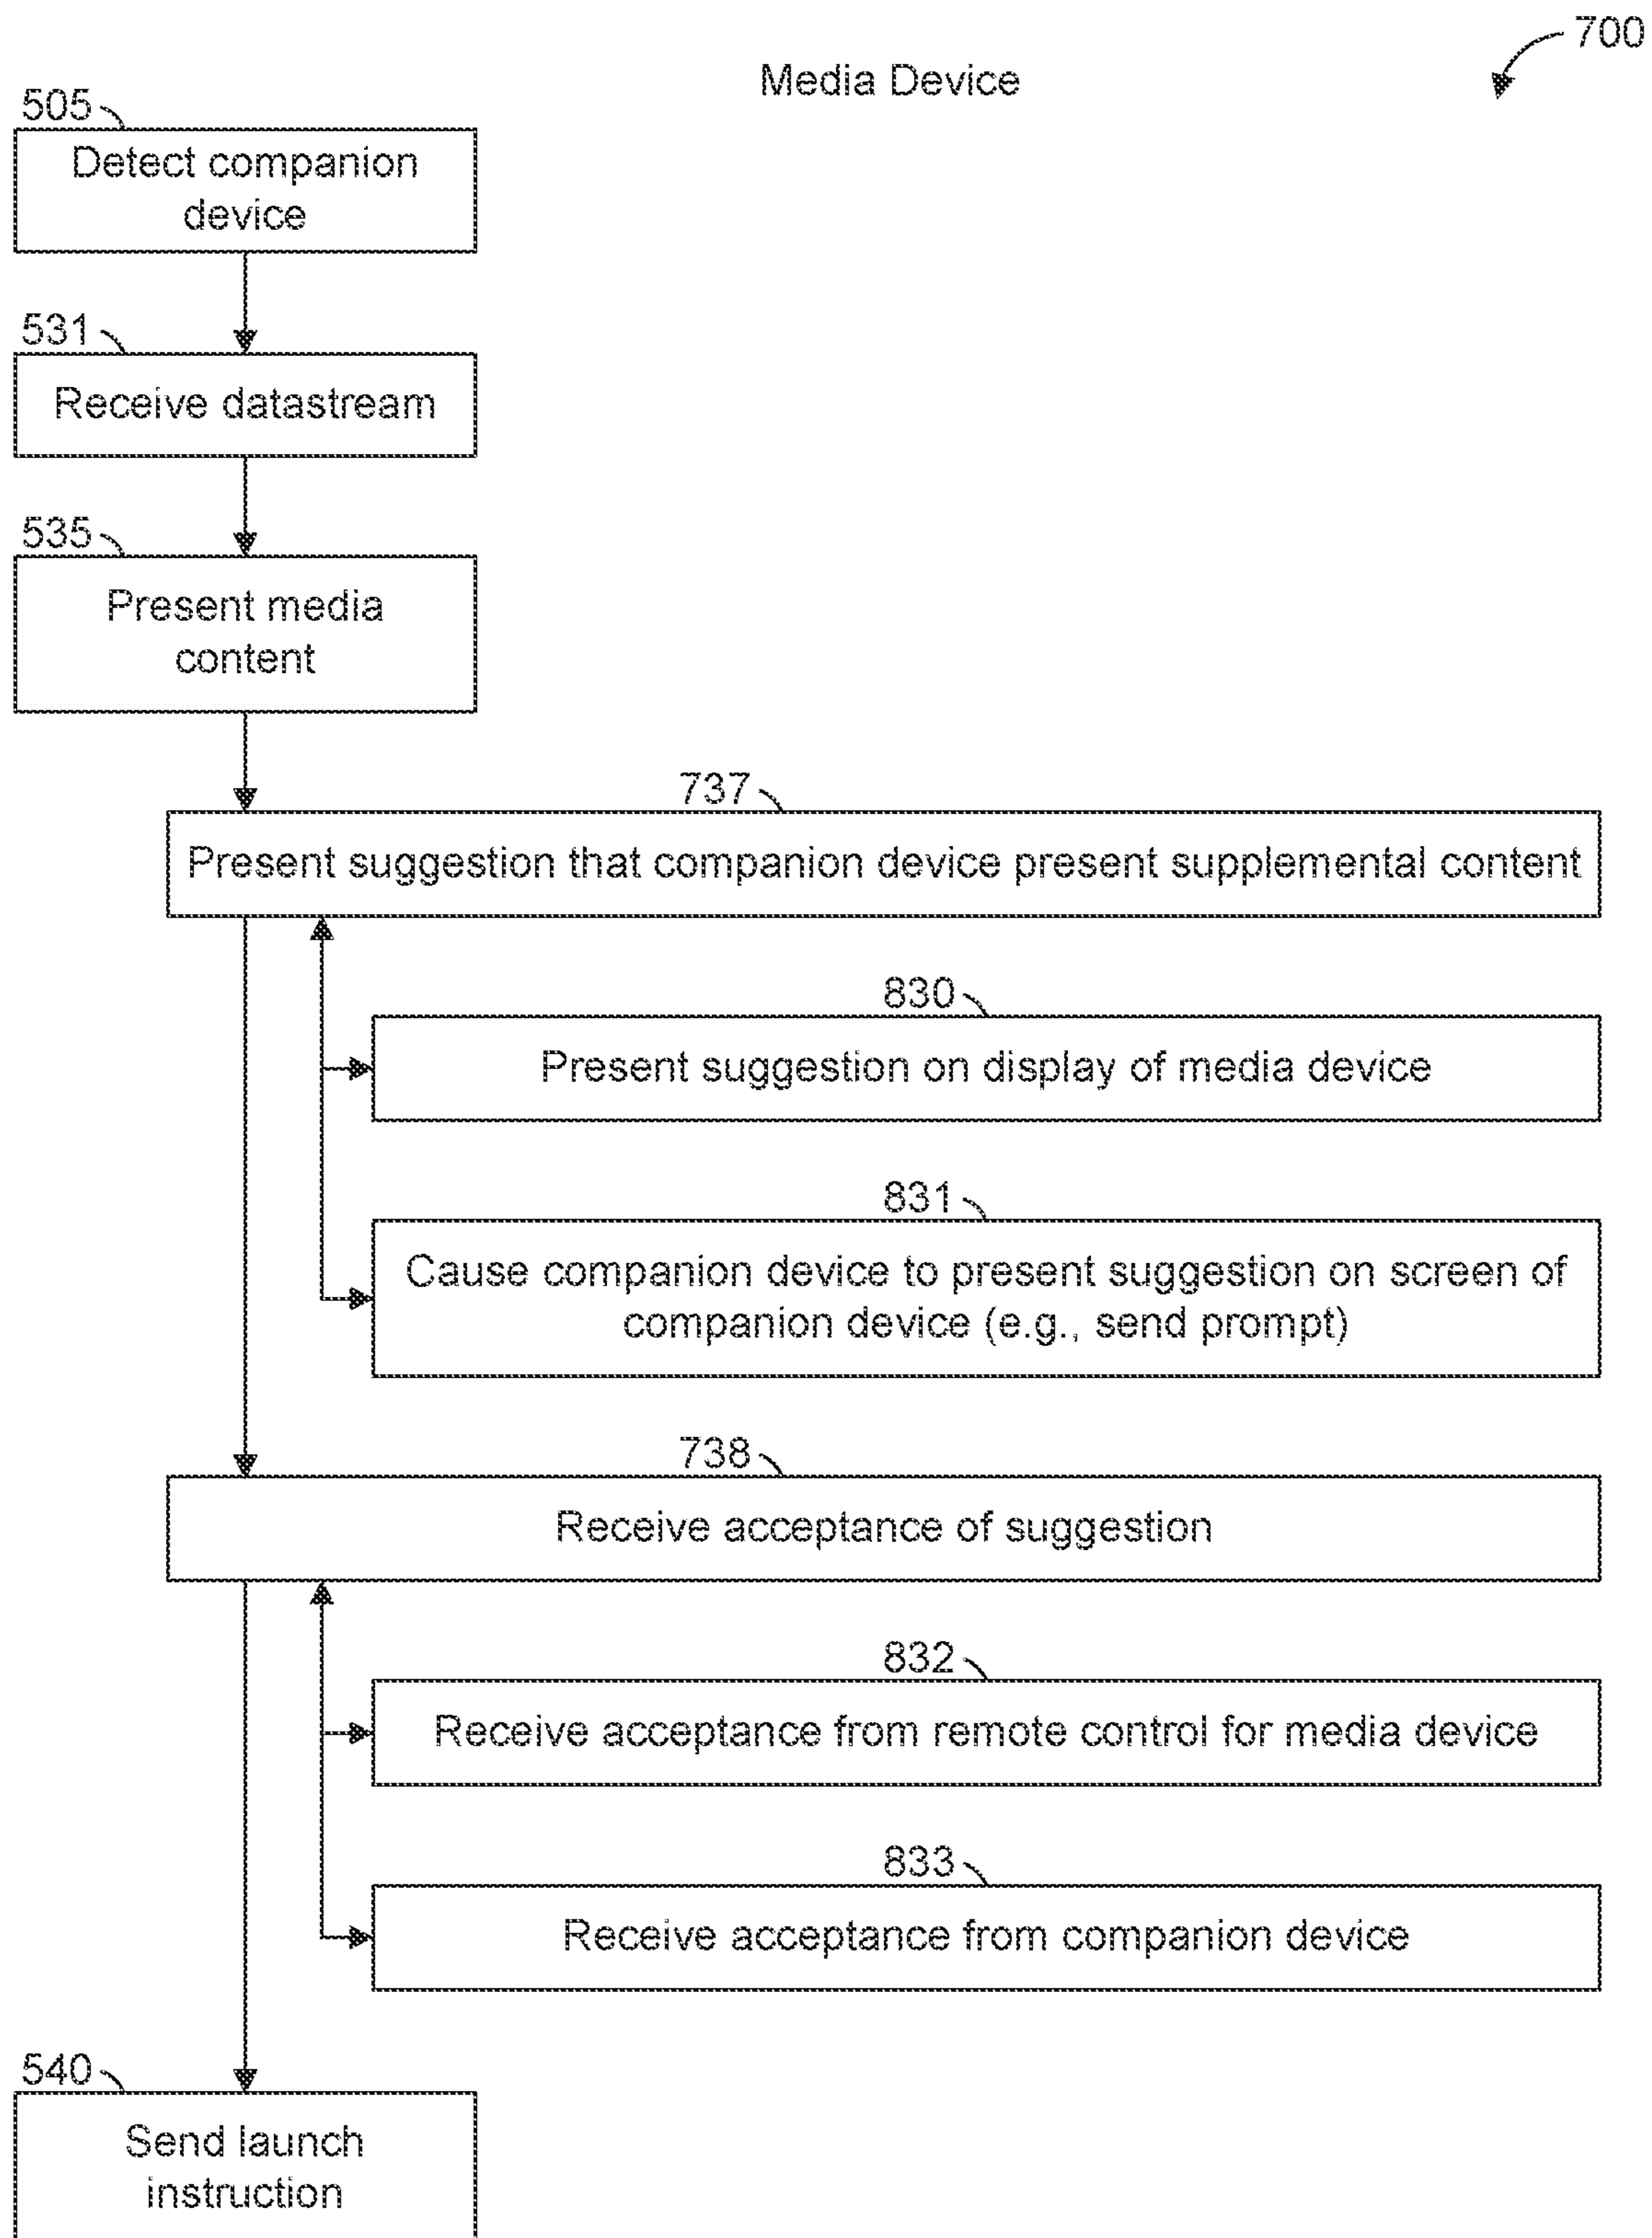 700
Media Device
505
Detect companion
device
531
Receive datastream
535
Present media
content
737
Present suggestion that companion device present supplemental content
830
Present suggestion on display of media device
831
Cause companion device to present suggestion on screen of
companion device (e.g., send prompt)
738
Receive acceptance of suggestion
832
Receive acceptance from remote control for media device
833
Receive acceptance from companion device
540
Send launch
instruction